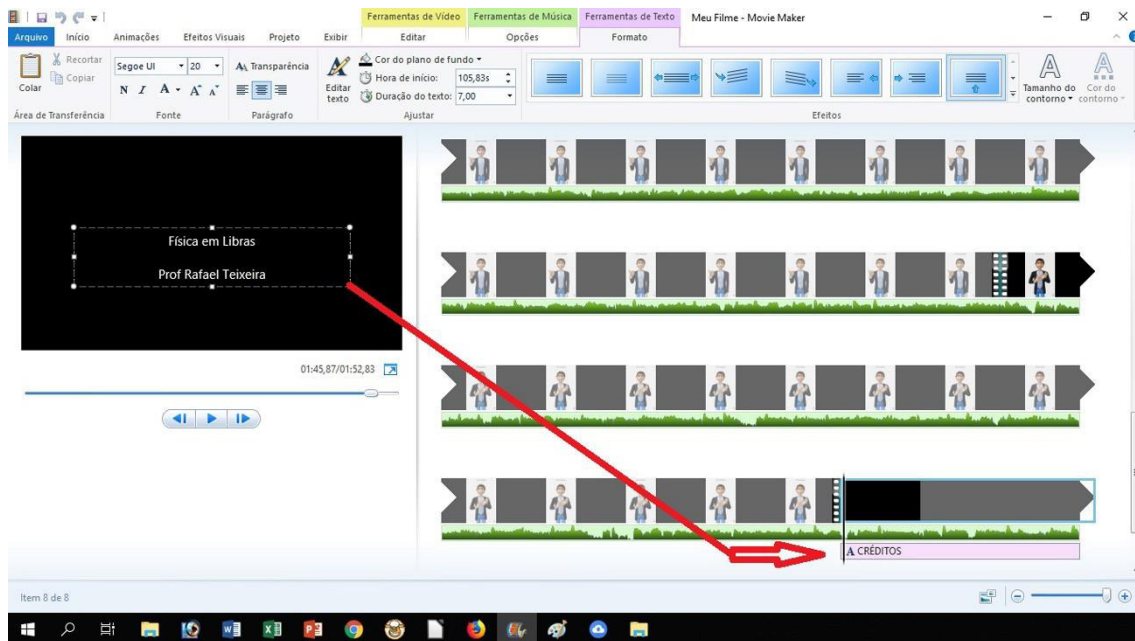 Ferramentas de Vídeo Ferramentas de Música Ferramentas de Texto Meu Filme - Movie Maker
Arquivo Início Animações Efeitos Visuais Projeto Exibir Editar Opções Formato
Colar
Recortar
Copiar
Área de Transferência
Segoe UI 20
N I A A A
Fonte
Transparência
Parágrafo
Editar texto
Cor do plano de fundo
Hora de início: 105,83s
Duração do texto: 7,00
Ajustar
Efeitos
Tamanho do contorno
Cor do contorno
Física em Libras
Prof Rafael Teixeira
01:45,87/01:52,83
A CRÉDITOS
Item 8 de 8